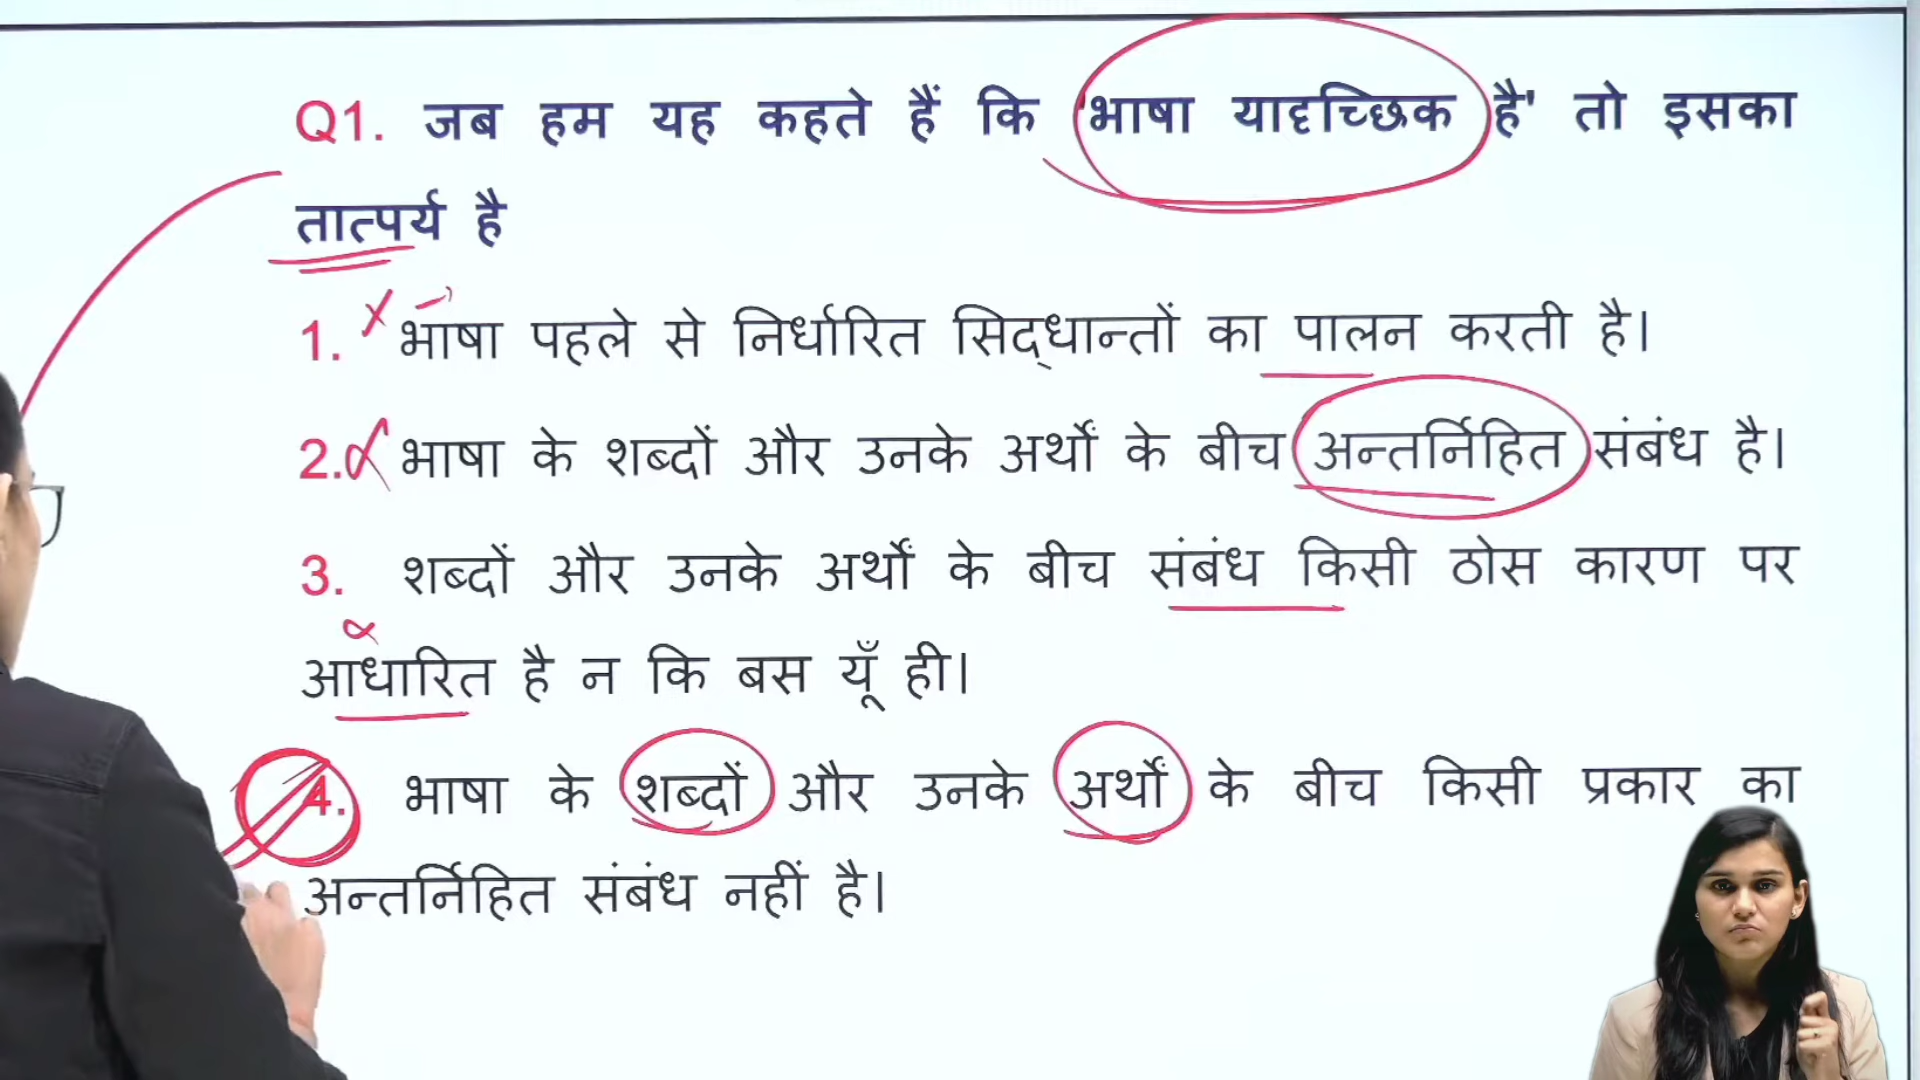 Q1. जब हम यह कहते हैं कि 'भाषा यादृच्छिक है' तो इसका
तात्पर्य है
1. भाषा पहले से निर्धारित सिद्धान्तों का पालन करती है।
2. भाषा के शब्दों और उनके अर्थों के बीच अन्तर्निहित संबंध है।
3. शब्दों और उनके अर्थों के बीच संबंध किसी ठोस कारण पर
आधारित है न कि बस यूँ ही।
4. भाषा के शब्दों और उनके अर्थों के बीच किसी प्रकार का
अन्तर्निहित संबंध नहीं है।